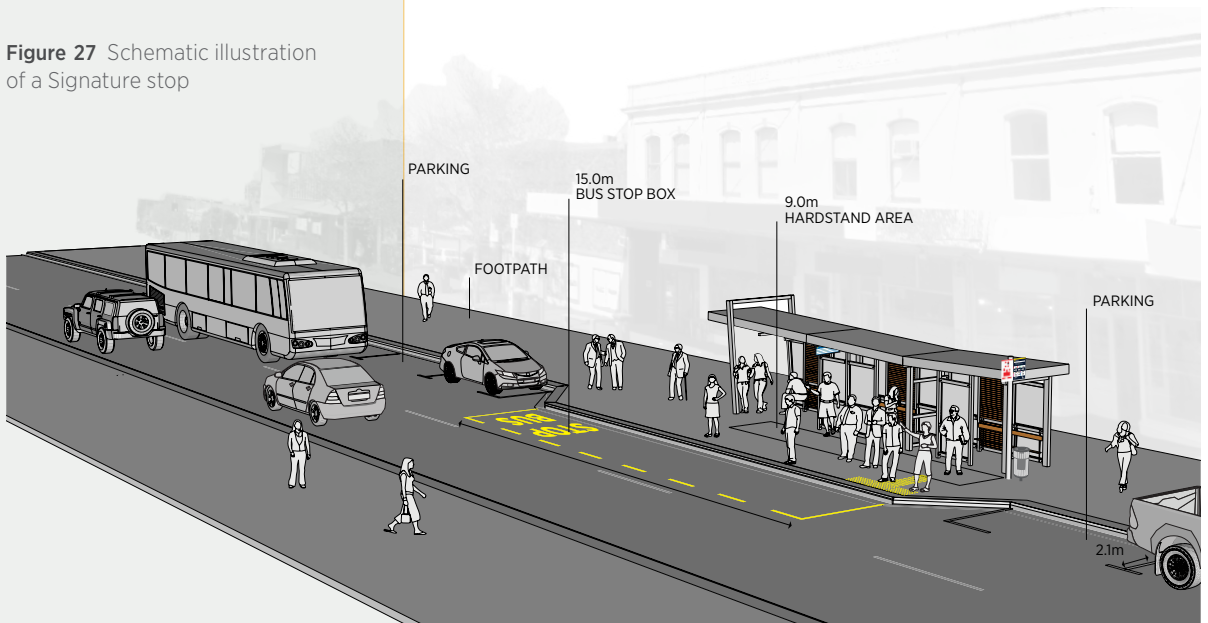 Figure 27 Schematic illustration
of a Signature stop
PARKING
15.0m
BUS STOP BOX
9.0m
HARDSTAND AREA
FOOTPATH
PARKING
BUS
STOP
2.1m